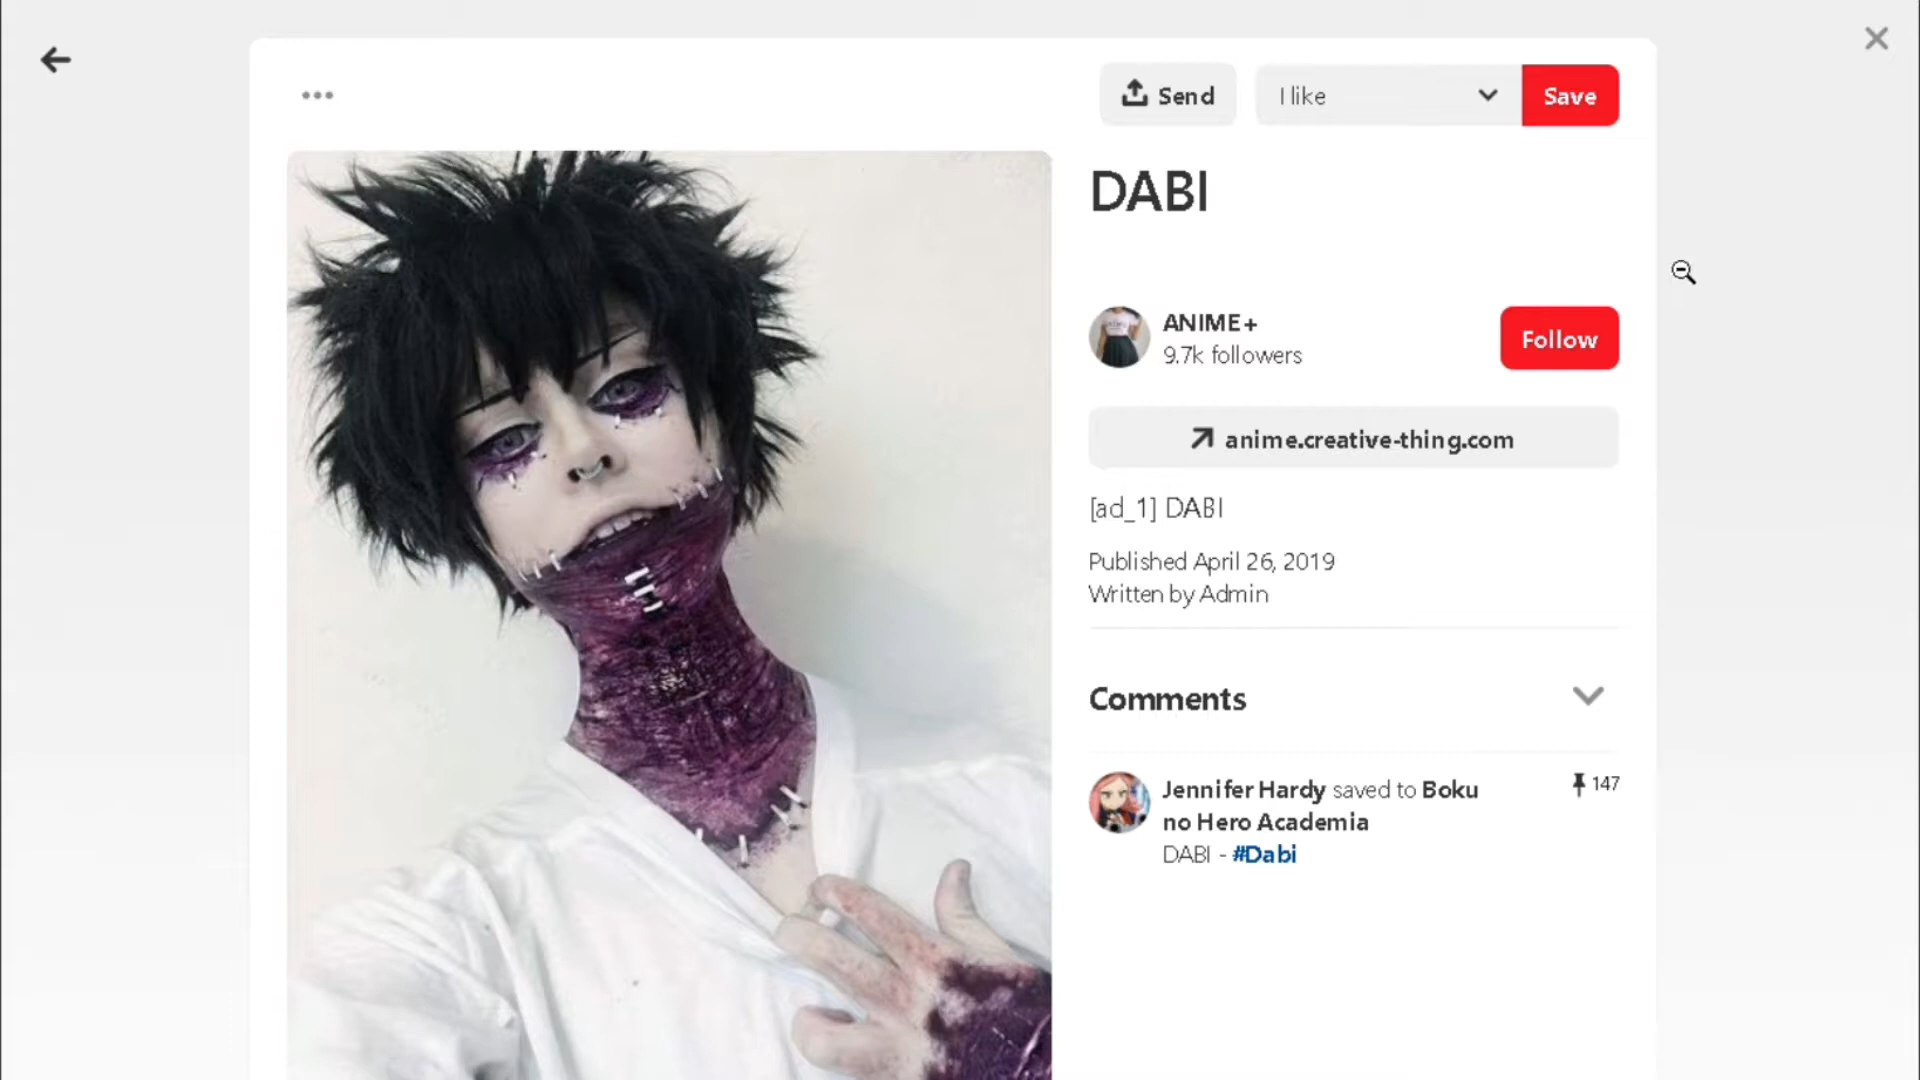 Send
I like
Save
DABI
ANIME+
9.7k followers
Follow
anime.creative-thing.com
[ad_1] DABI
Published April 26, 2019
Written by Admin
Comments
Jennifer Hardy saved to Boku
no Hero Academia
DABI - #Dabi
147